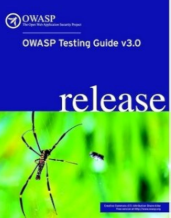 OWASP
The Open Web Application Security Project
OWASP Testing Guide v3.0
release